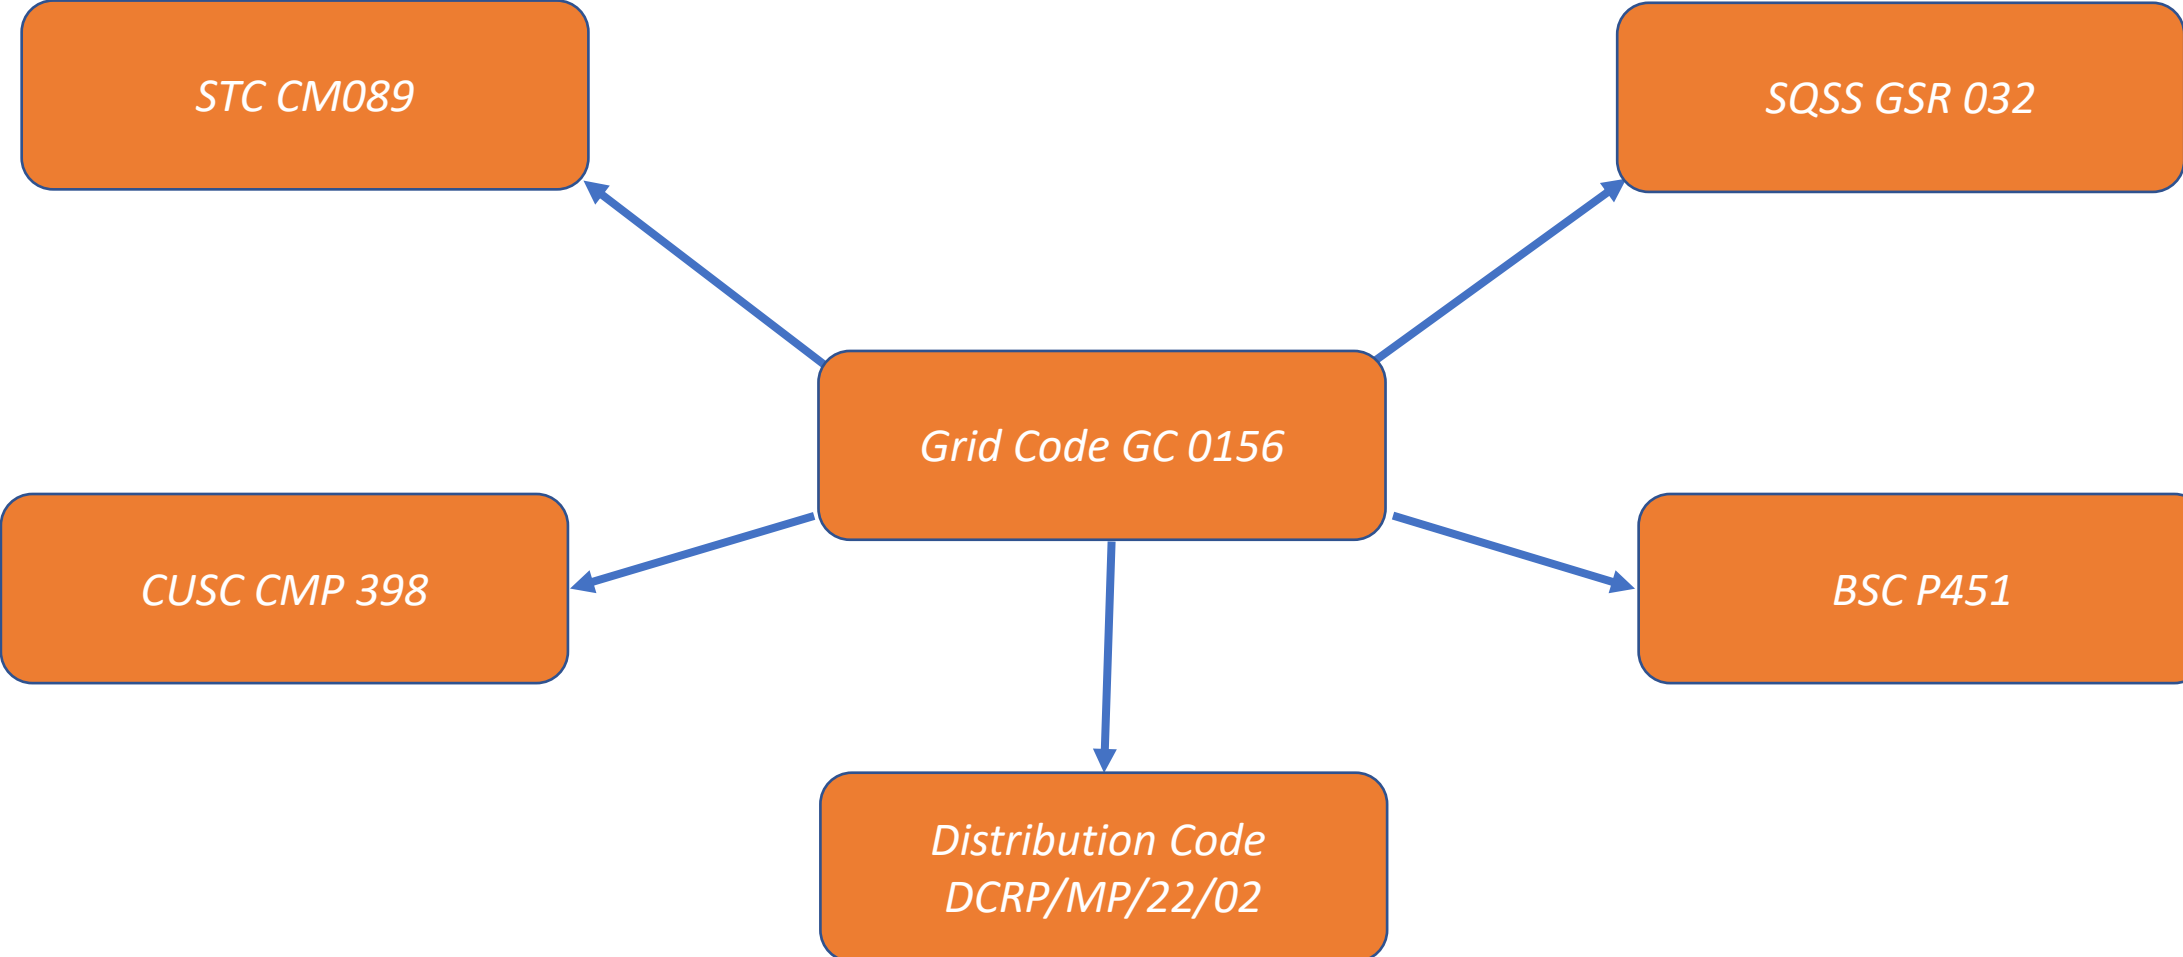 STC CM089
SQSS GSR 032
Grid Code GC 0156
CUSC CMP 398
BSC P451
Distribution Code
DCRP/MP/22/02